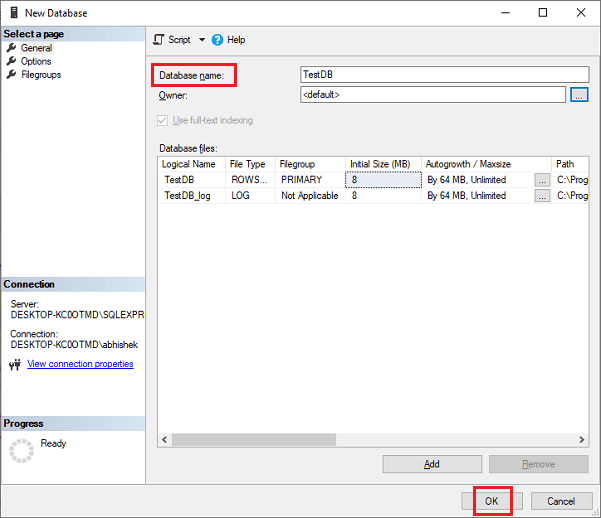 New Database
Select a page
General
Options
Filegroups
Script Help
Database name: TestDB
Owner: <default> ...
Use full-text indexing
Database files:
Logical Name File Type Filegroup Initial Size (MB) Autogrowth / Maxsize Path
TestDB ROWS... PRIMARY 8 By 64 MB, Unlimited ... C:\Prog
TestDB_log LOG Not Applicable 8 By 64 MB, Unlimited ... C:\Prog
Connection
Server:
DESKTOP-KC0OTMD\SQLEXPR
Connection:
DESKTOP-KC0OTMD\abhishek
View connection properties
Progress
Ready
Add Remove
OK Cancel